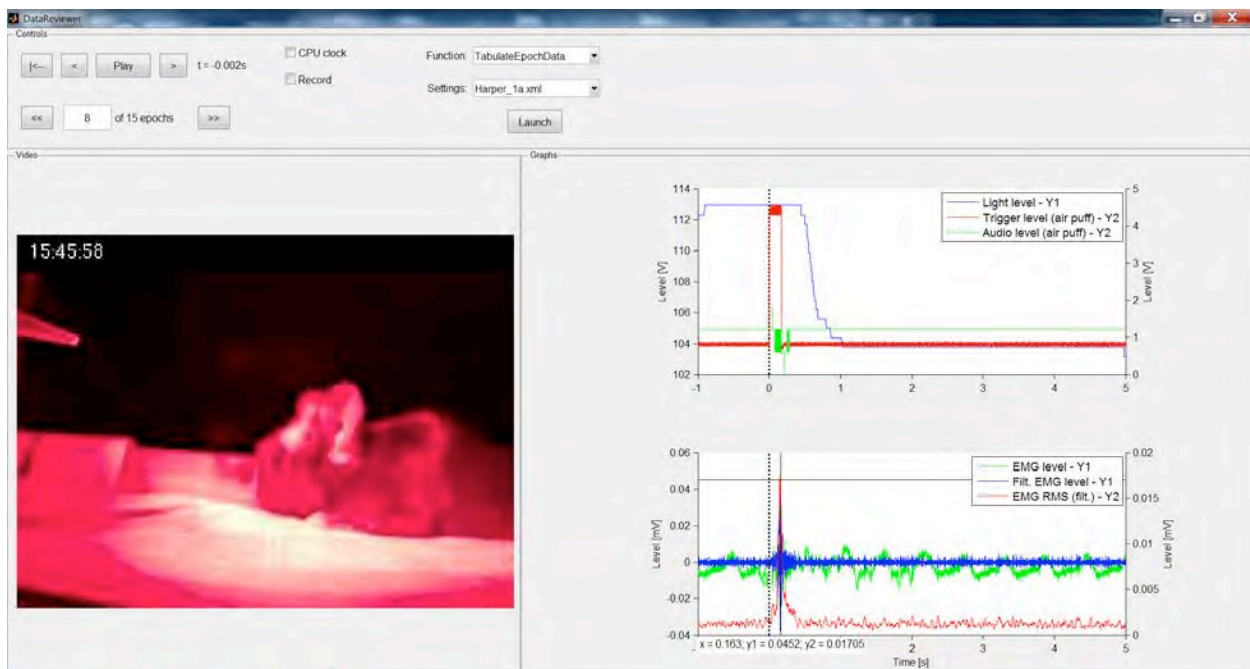 DataReviewer
Controls
|<-- < Play > t = -0.002s
CPU clock
Record
Function: TabulateEpochData
Settings: Harper_1a.xml
Launch
<< 8 of 15 epochs >>
Video
15:45:58
Graphs
114
112
110
108
106
104
102
Level [V]
Light level - Y1
Trigger level (air puff) - Y2
Audio level (air puff) - Y2
5
4
3
2
1
0
Level [V]
-1 0 1 2 3 4 5
0.06
0.04
0.02
0
-0.02
-0.04
Level [mV]
EMG level - Y1
Filt. EMG level - Y1
EMG RMS (filt.) - Y2
0.02
0.015
0.01
0.005
0
Level [mV]
x = 0.163; y1 = 0.0452; y2 = 0.01705
2 3 4 5
Time [s]